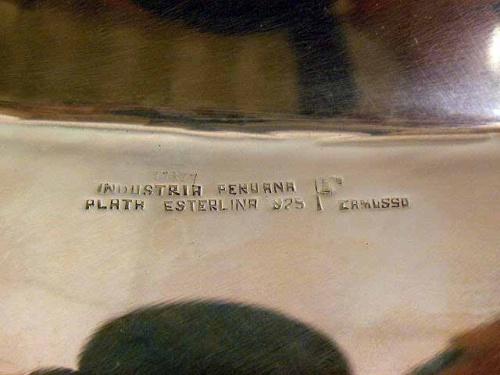 INDUSTRIA PERUANA
PLATA ESTERLINA 925 CAMUSSO